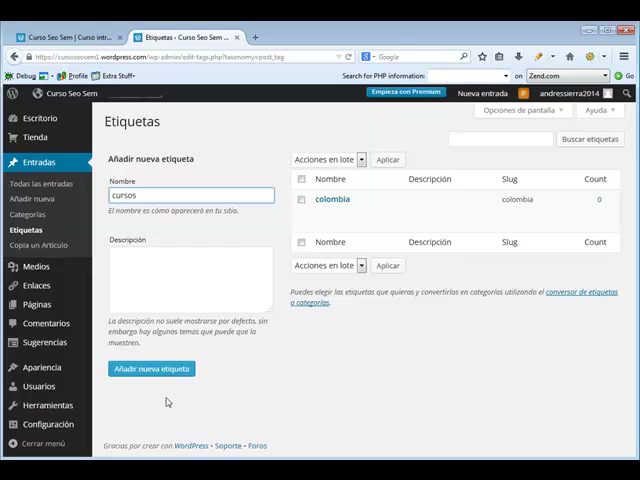 Curso Seo Sem | Curso intr...
Etiquetas ‹ Curso Seo Sem ...
https://cursoseosem1.wordpress.com/wp-admin/edit-tags.php?taxonomy=post_tag
Google
Debug
Profile
Extra Stuff
Search for PHP information:
Zend.com
GO!
Curso Seo Sem
Empieza con Premium
Nueva entrada
andressierra2014
Escritorio
Tienda
Entradas
Todas las entradas
Añadir nueva
Categorías
Etiquetas
Copia un Artículo
Medios
Enlaces
Páginas
Comentarios
Sugerencias
Apariencia
Usuarios
Herramientas
Configuración
Cerrar menú
Opciones de pantalla
Ayuda
Etiquetas
Buscar etiquetas
Añadir nueva etiqueta
Nombre
cursos
El nombre es cómo aparecerá en tu sitio.
Descripción
La descripción no suele mostrarse por defecto, sin
embargo hay algunos temas que puede que la
muestren.
Añadir nueva etiqueta
Acciones en lote
Aplicar
Nombre Descripción Slug Count
colombia colombia 0
Nombre Descripción Slug Count
Acciones en lote
Aplicar
Puedes elegir las etiquetas que quieras y convertirlas en categorías utilizando el conversor de etiquetas
a categorías.
Gracias por crear con WordPress • Soporte • Foros